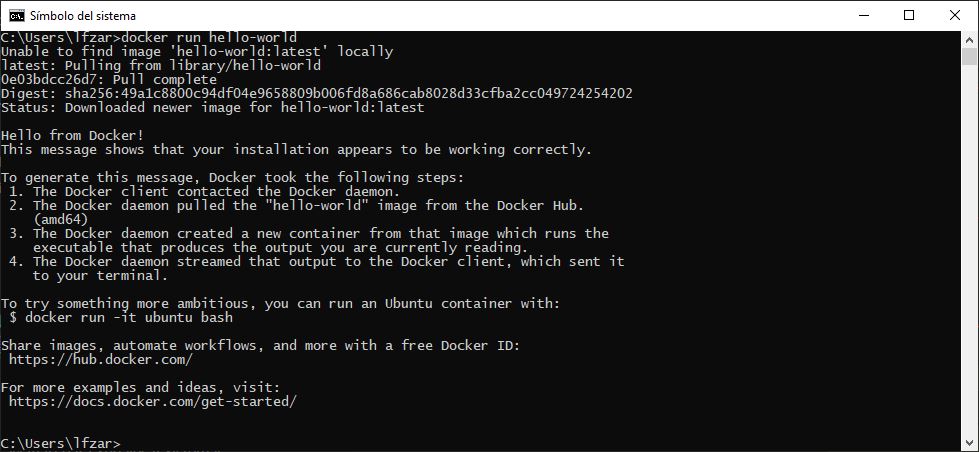 Símbolo del sistema
C:\Users\lfzar>docker run hello-world
Unable to find image 'hello-world:latest' locally
latest: Pulling from library/hello-world
0e03bdcc26d7: Pull complete
Digest: sha256:49a1c8800c94df04e9658809b006fd8a686cab8028d33cfba2cc049724254202
Status: Downloaded newer image for hello-world:latest

Hello from Docker!
This message shows that your installation appears to be working correctly.

To generate this message, Docker took the following steps:
 1. The Docker client contacted the Docker daemon.
 2. The Docker daemon pulled the "hello-world" image from the Docker Hub.
    (amd64)
 3. The Docker daemon created a new container from that image which runs the
    executable that produces the output you are currently reading.
 4. The Docker daemon streamed that output to the Docker client, which sent it
    to your terminal.

To try something more ambitious, you can run an Ubuntu container with:
 $ docker run -it ubuntu bash

Share images, automate workflows, and more with a free Docker ID:
 https://hub.docker.com/

For more examples and ideas, visit:
 https://docs.docker.com/get-started/

C:\Users\lfzar>